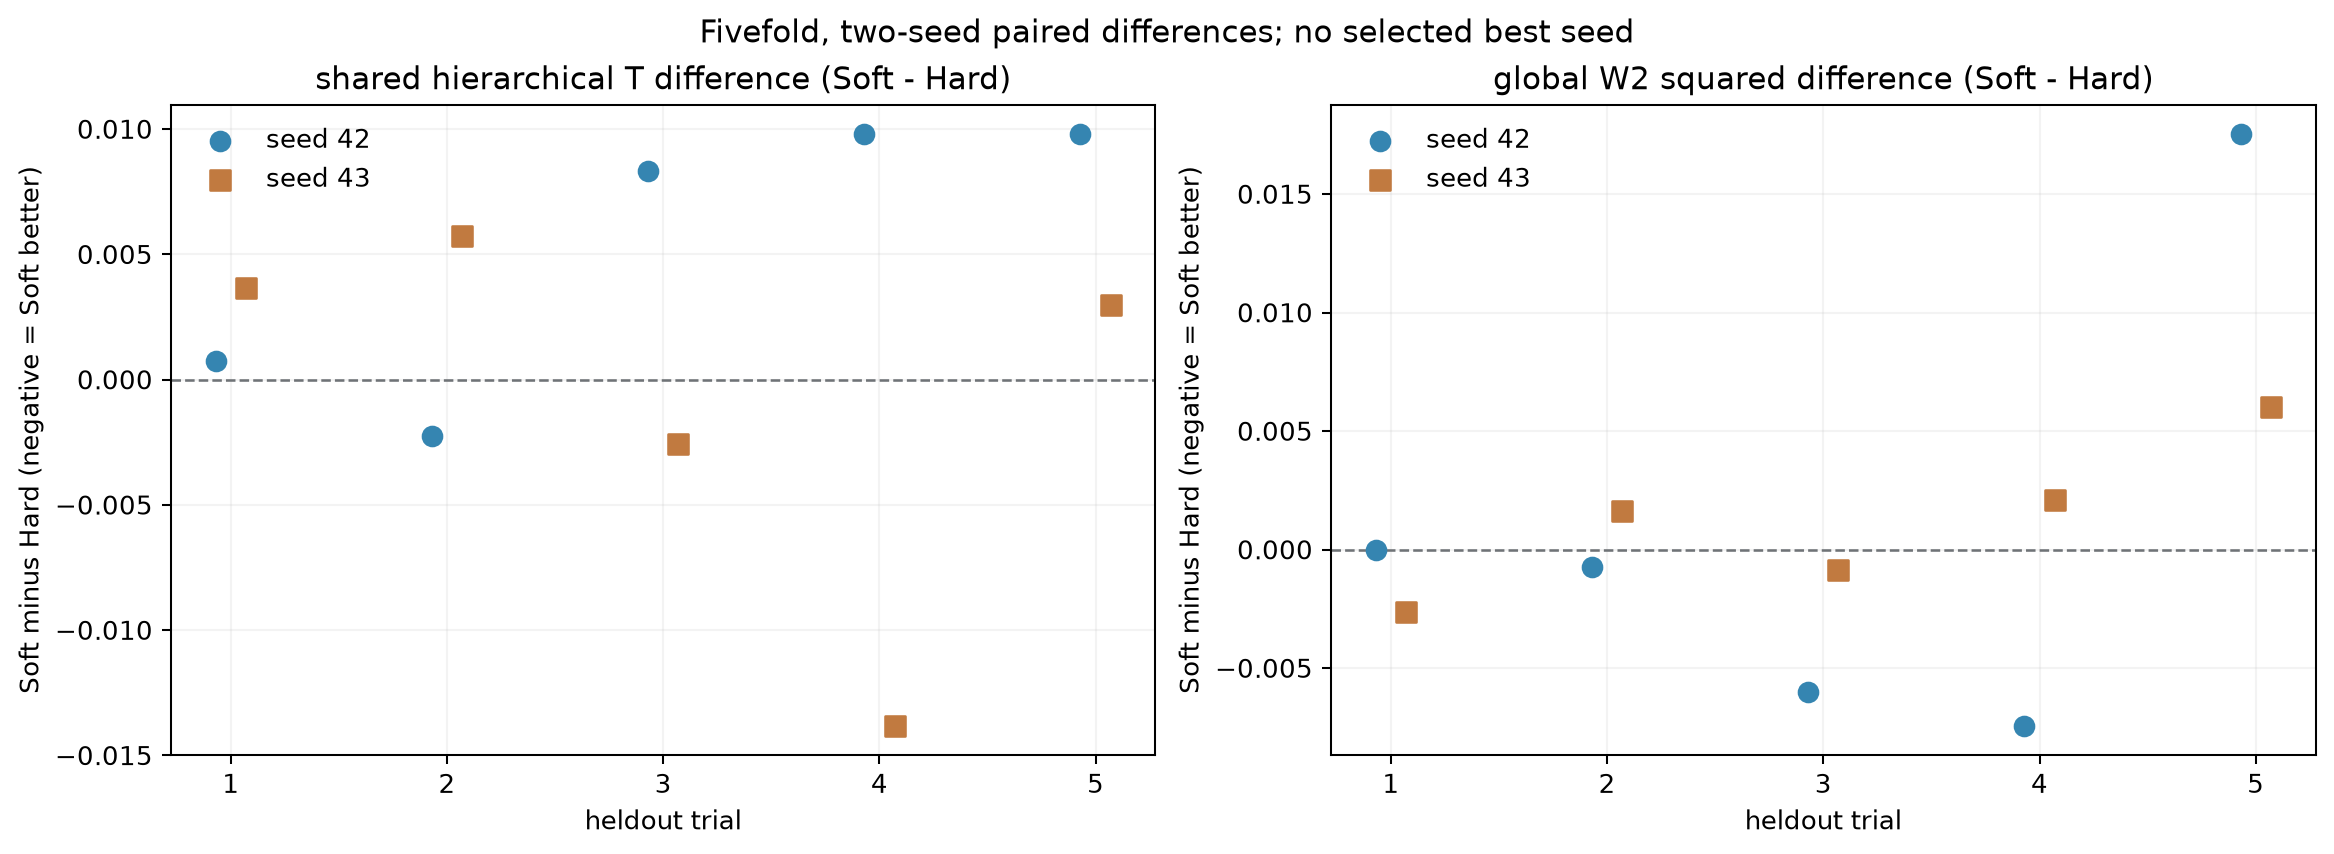 Fivefold, two-seed paired differences; no selected best seed
shared hierarchical T difference (Soft - Hard)
Soft minus Hard (negative = Soft better)
0.010
0.005
0.000
−0.005
−0.010
−0.015
seed 42
seed 43
1 2 3 4 5
heldout trial
global W2 squared difference (Soft - Hard)
Soft minus Hard (negative = Soft better)
0.015
0.010
0.005
0.000
−0.005
seed 42
seed 43
1 2 3 4 5
heldout trial